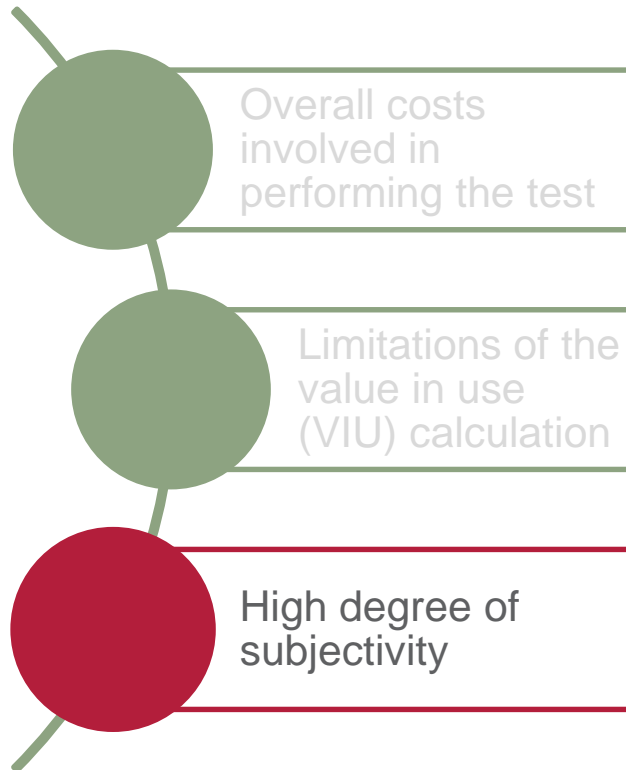 Overall costs
involved in
performing the test
Limitations of the
value in use
(VIU) calculation
High degree of
subjectivity